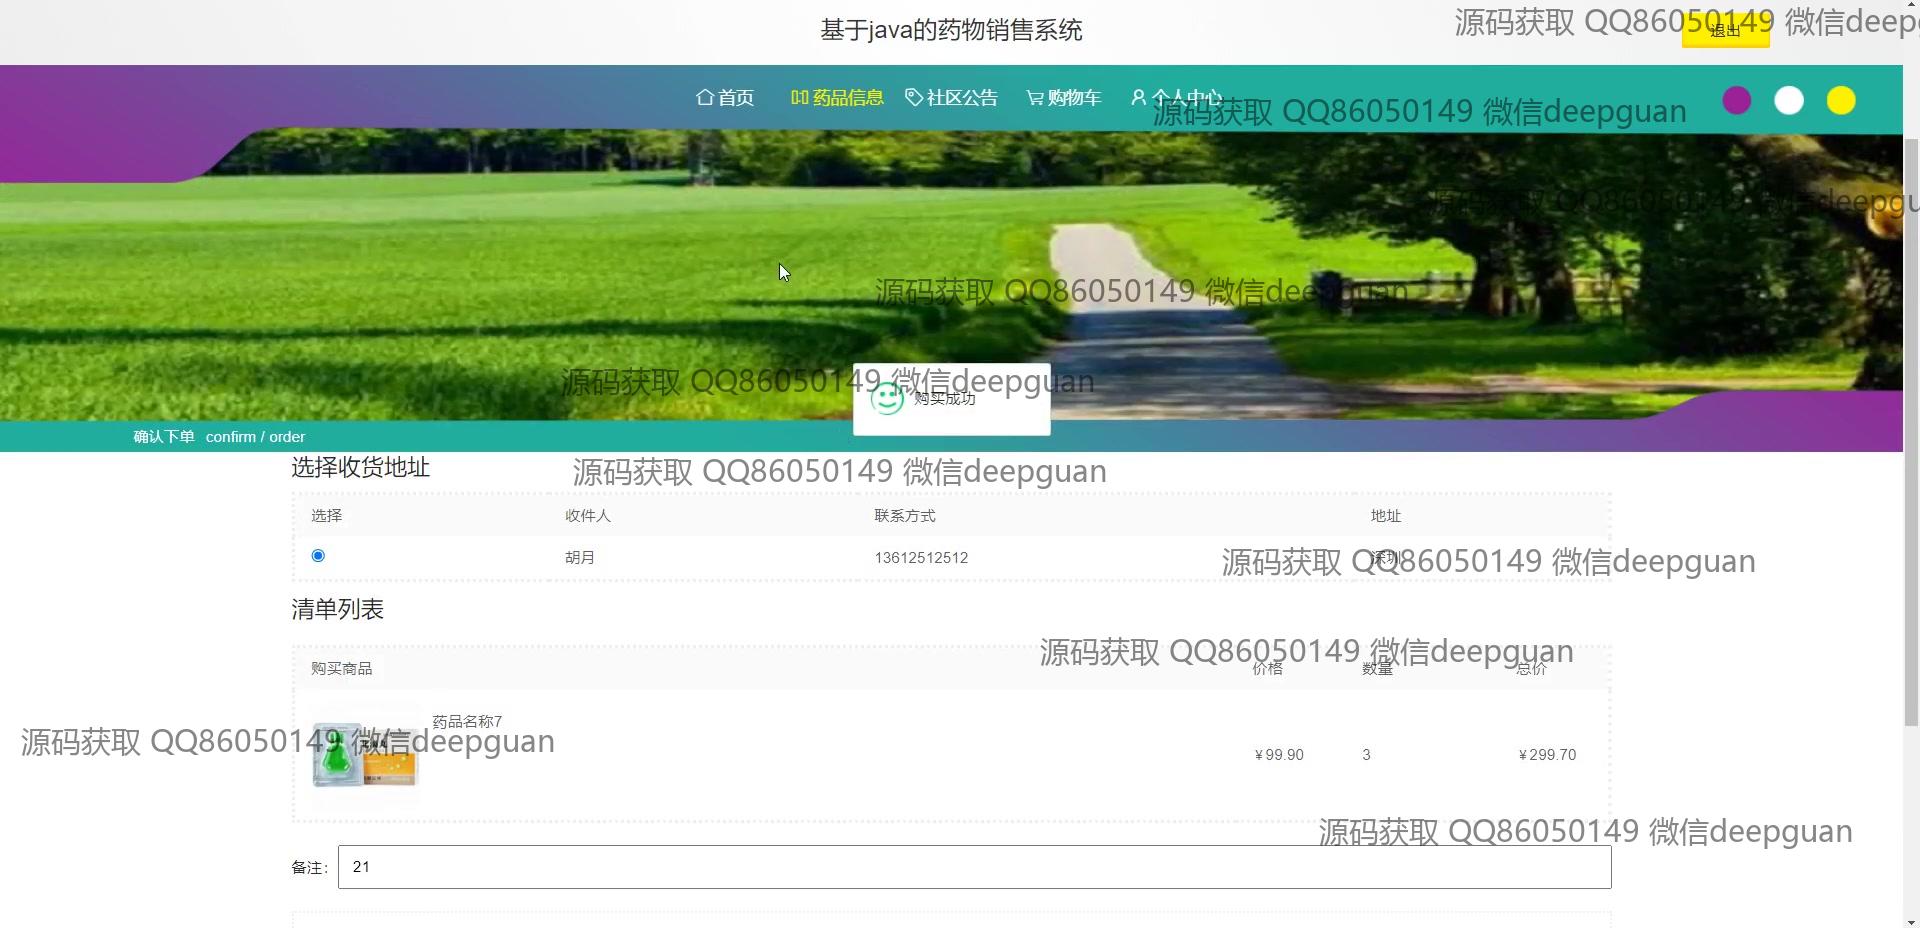 基于java的药物销售系统
源码获取 QQ86050149 微信deepg
退出
首页 药品信息 社区公告 购物车 个人中心
源码获取 QQ86050149 微信deepguan
源码获取 QQ86050149 微信deepgu
源码获取 QQ86050149 微信deepguan
源码获取 QQ86050149 微信deepguan
购买成功
确认下单 confirm / order
选择收货地址
源码获取 QQ86050149 微信deepguan
选择 收件人 联系方式 地址
胡月 13612512512 深圳
源码获取 QQ86050149 微信deepguan
清单列表
源码获取 QQ86050149 微信deepguan
购买商品 价格 数量 总价
药品名称7
源码获取 QQ86050149 微信deepguan
¥99.90 3 ¥299.70
源码获取 QQ86050149 微信deepguan
备注： 21